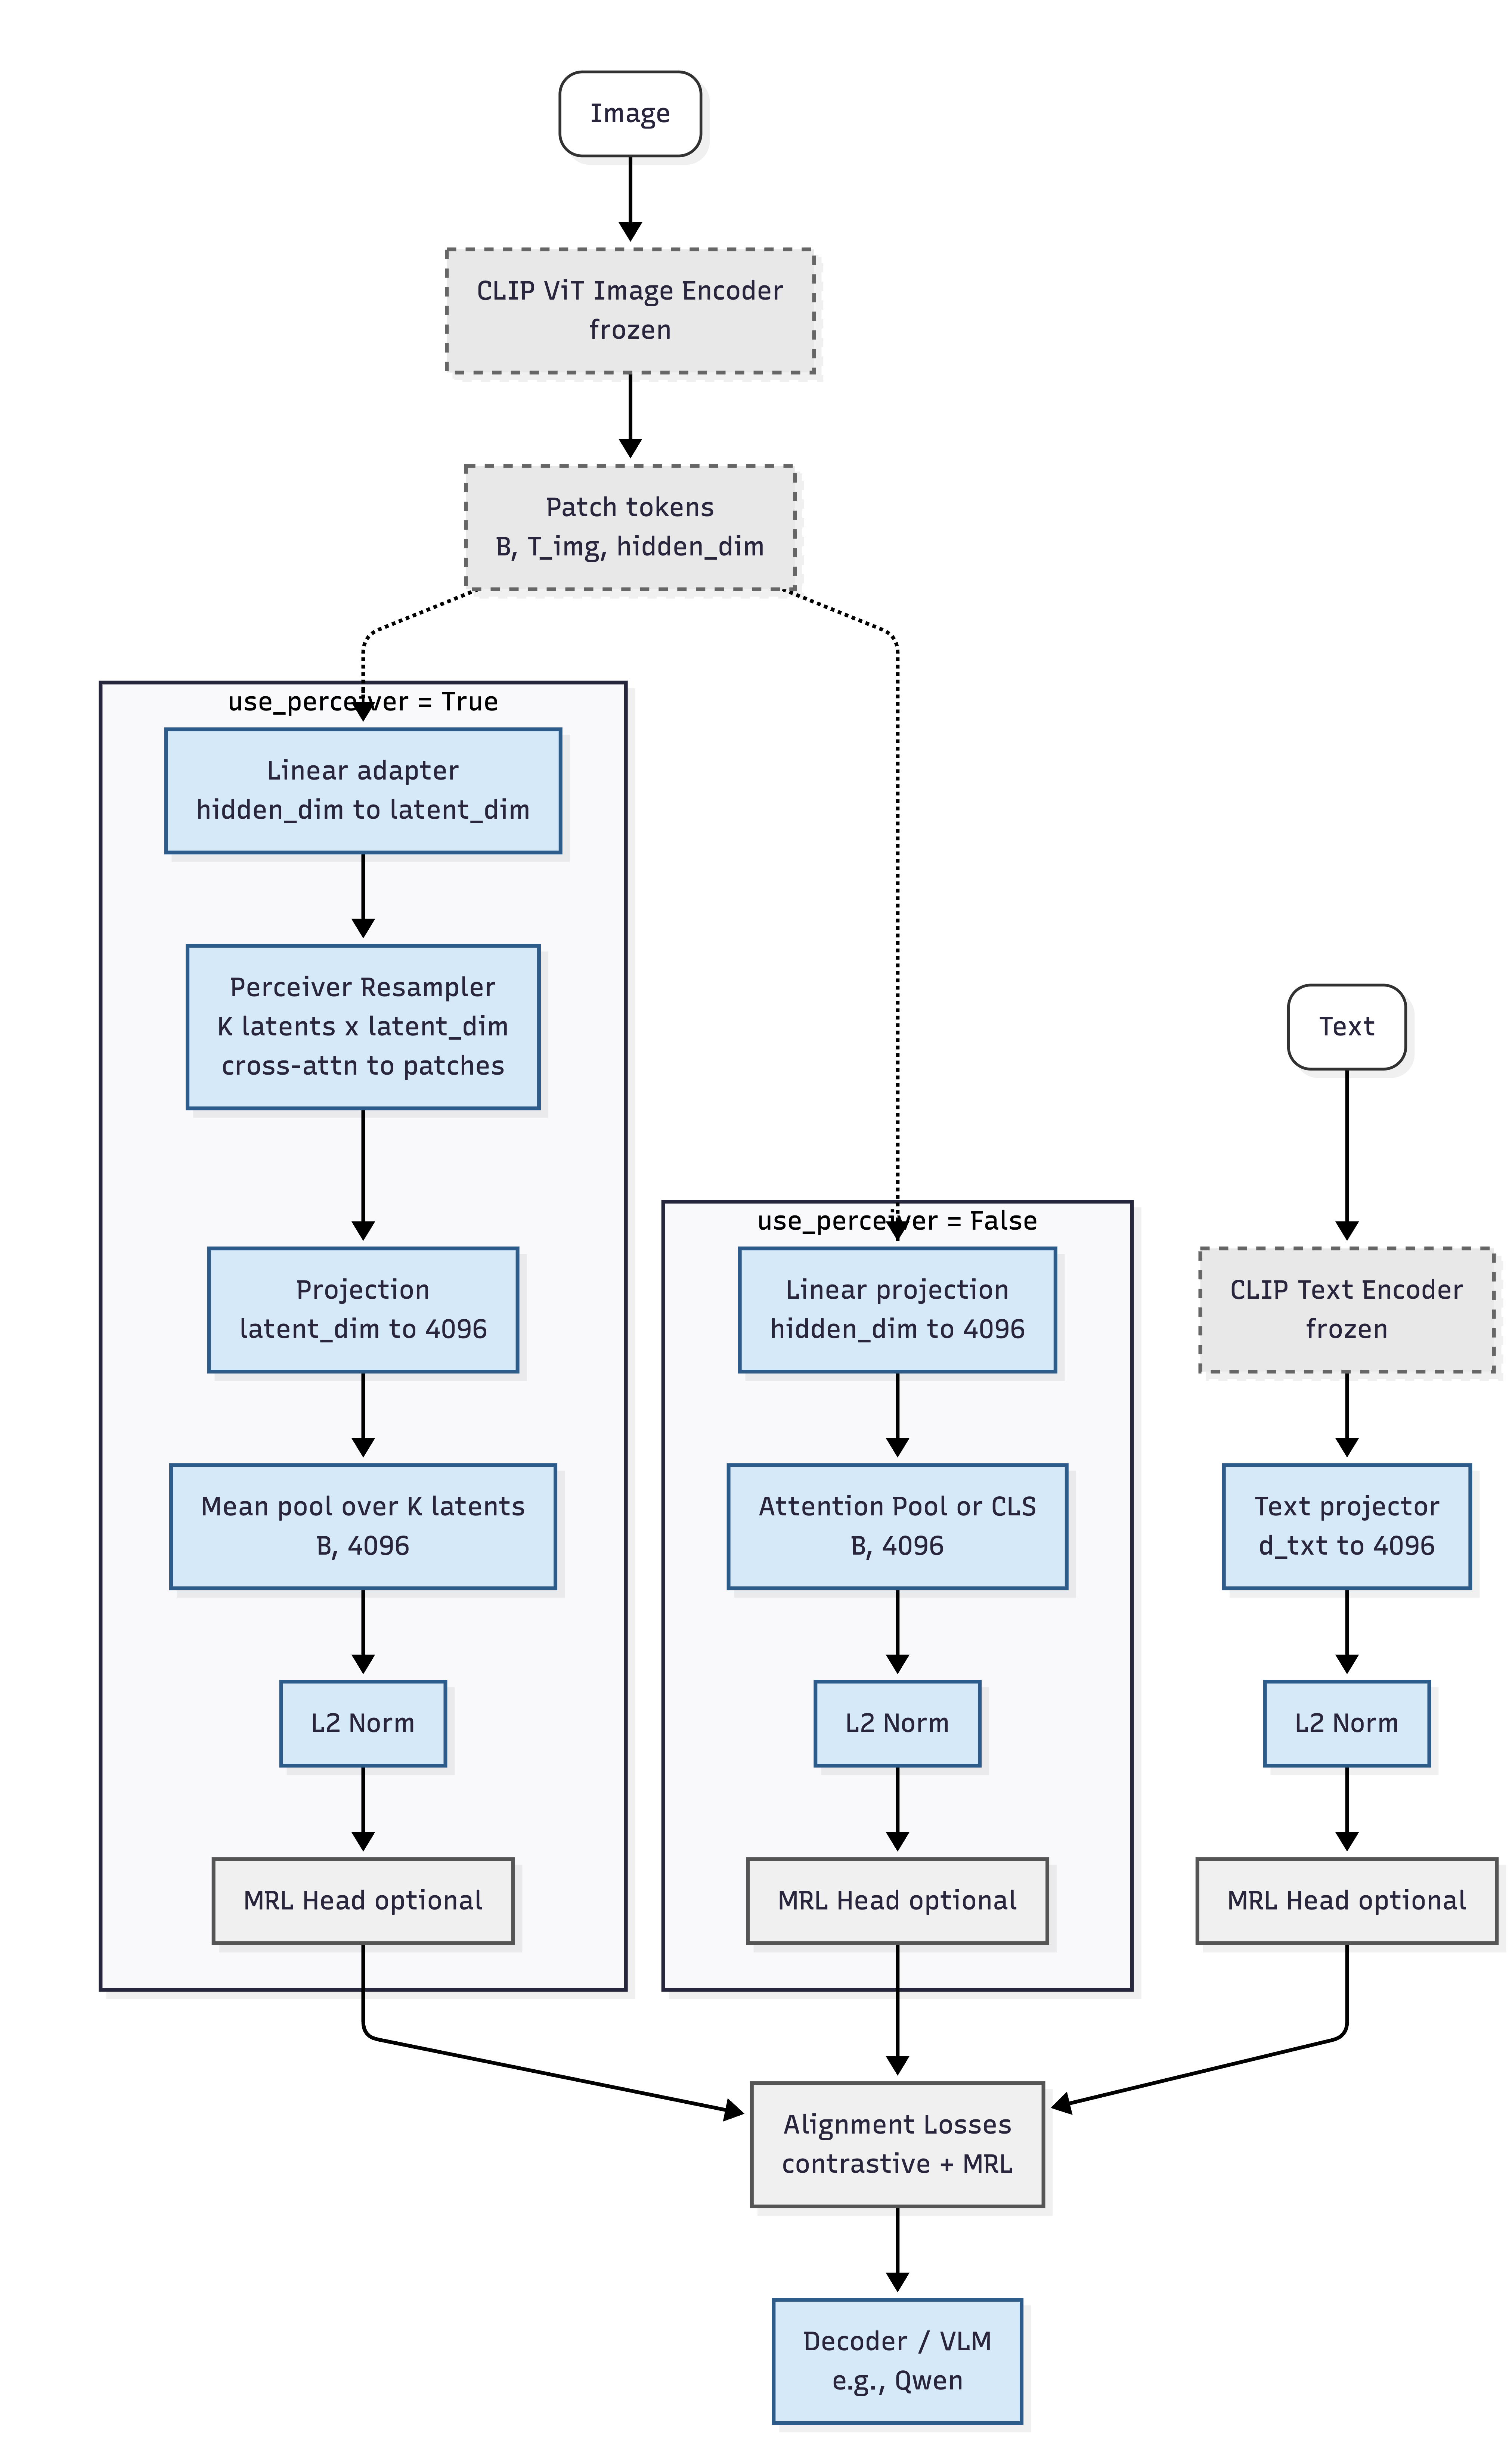 Image
CLIP ViT Image Encoder
frozen
Patch tokens
B, T_img, hidden_dim
use_perceiver = True
Linear adapter
hidden_dim to latent_dim
Perceiver Resampler
K latents x latent_dim
cross-attn to patches
Projection
latent_dim to 4096
Mean pool over K latents
B, 4096
L2 Norm
MRL Head optional
use_perceiver = False
Linear projection
hidden_dim to 4096
Attention Pool or CLS
B, 4096
L2 Norm
MRL Head optional
Text
CLIP Text Encoder
frozen
Text projector
d_txt to 4096
L2 Norm
MRL Head optional
Alignment Losses
contrastive + MRL
Decoder / VLM
e.g., Qwen